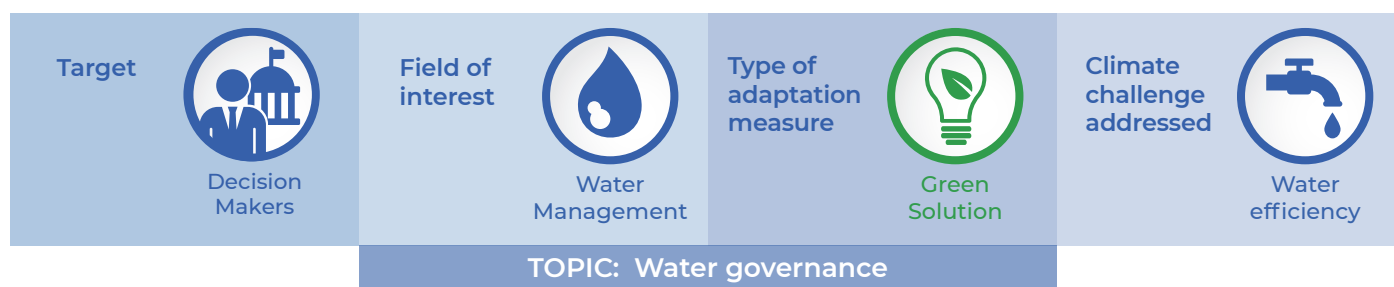 Target
Decision
Makers
Field of
interest
Water
Management
Type of
adaptation
measure
Green
Solution
Climate
challenge
addressed
Water
efficiency
TOPIC: Water governance